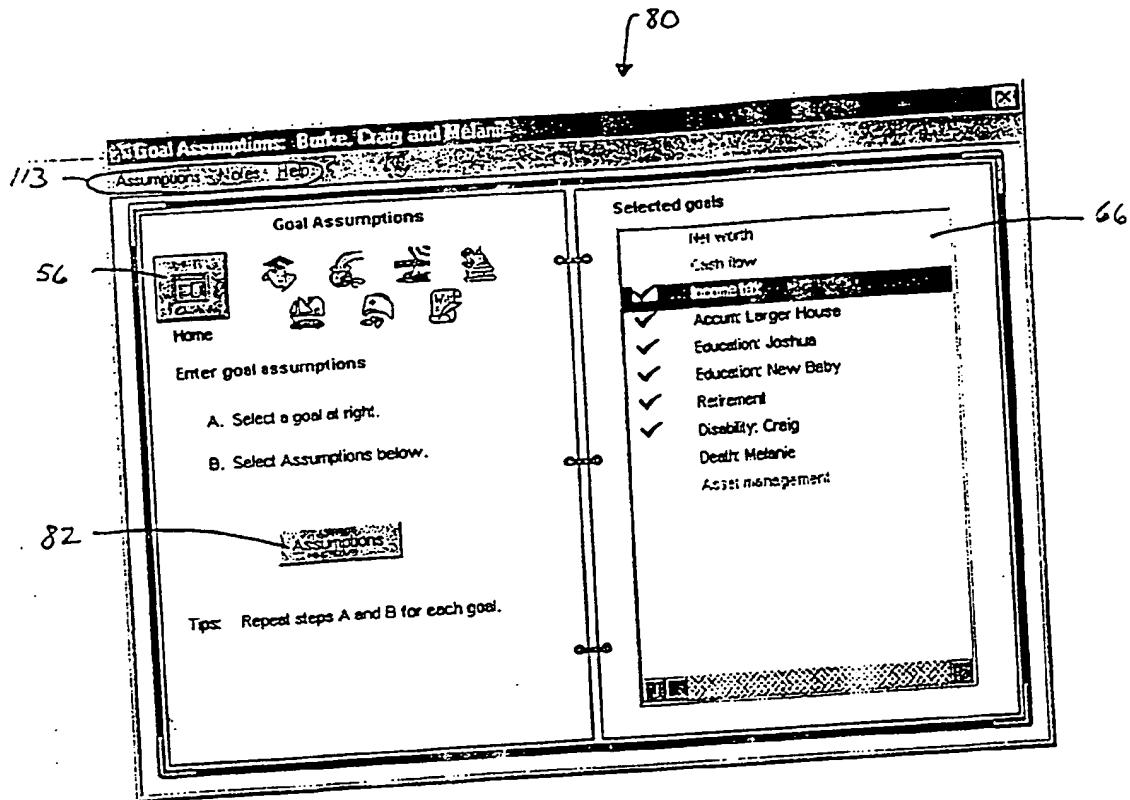 80
Goal Assumptions: Burke, Craig and Melanie
113
Assumptions Notes Help
Goal Assumptions
56
Home
Enter goal assumptions
A. Select a goal at right.
B. Select Assumptions below.
82
Assumptions
Tips: Repeat steps A and B for each goal.
Selected goals
66
Net worth
Cash flow
Income tax
Accum: Larger House
Education: Joshua
Education: New Baby
Retirement
Disability: Craig
Death: Melanie
Asset management